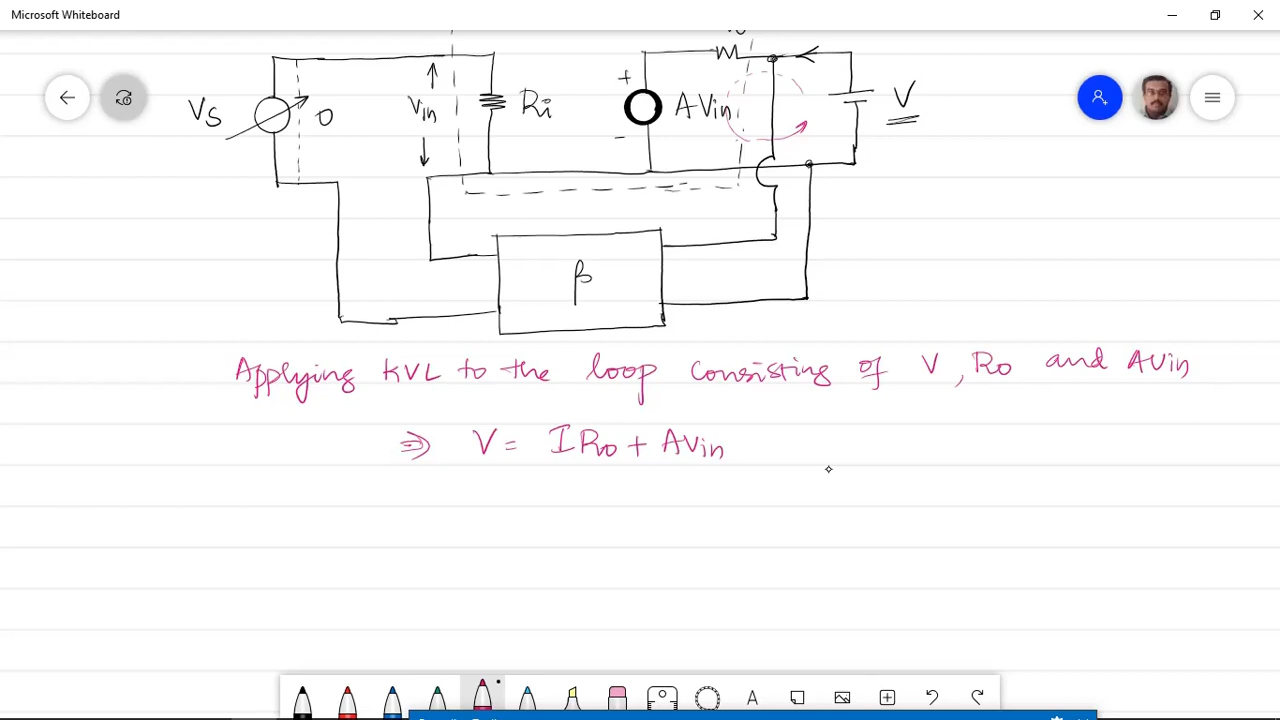 Microsoft Whiteboard
Vs
0
Vin
Ri
+
-
AVin
V
β
Applying KVL to the loop consisting of V, Ro and AVin
⇒ V = IRo + AVin
A